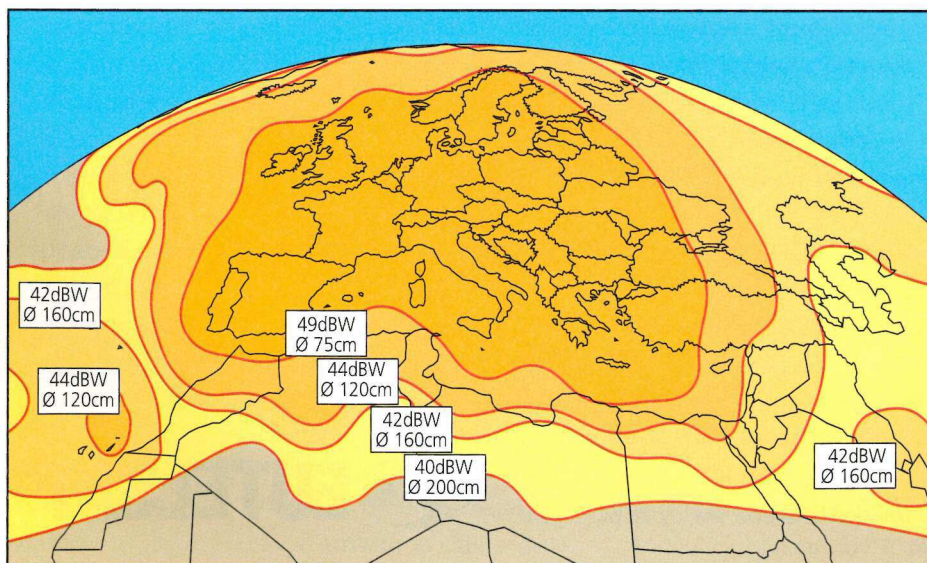 42dBW
Ø 160cm
44dBW
Ø 120cm
49dBW
Ø 75cm
44dBW
Ø 120cm
42dBW
Ø 160cm
40dBW
Ø 200cm
42dBW
Ø 160cm